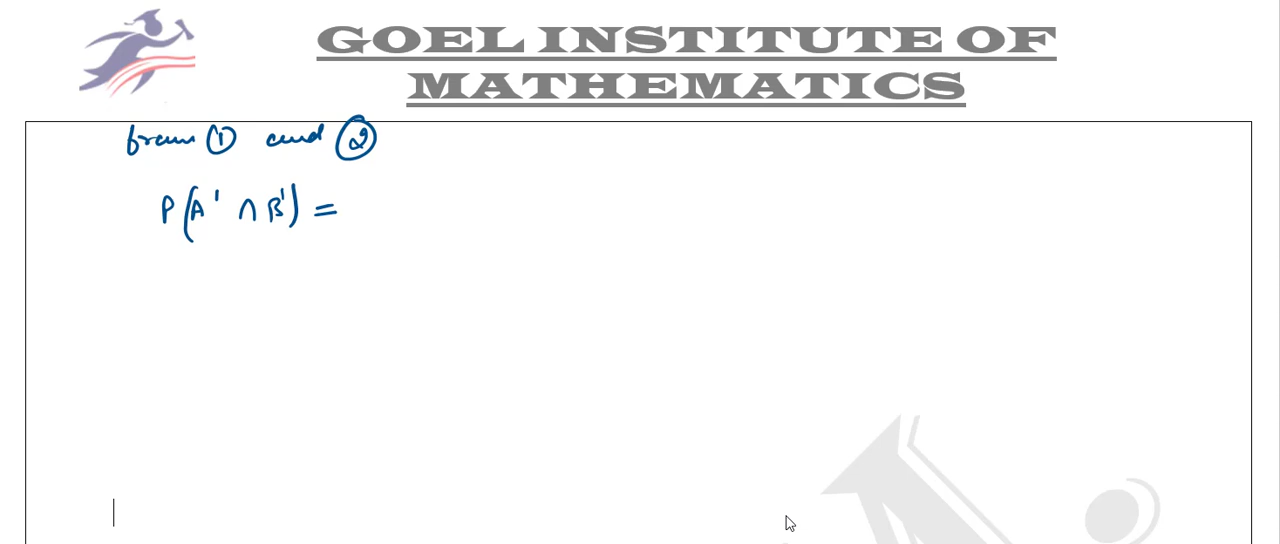 GOEL INSTITUTE OF
MATHEMATICS
from ① and ②
P(A' ∩ B') =